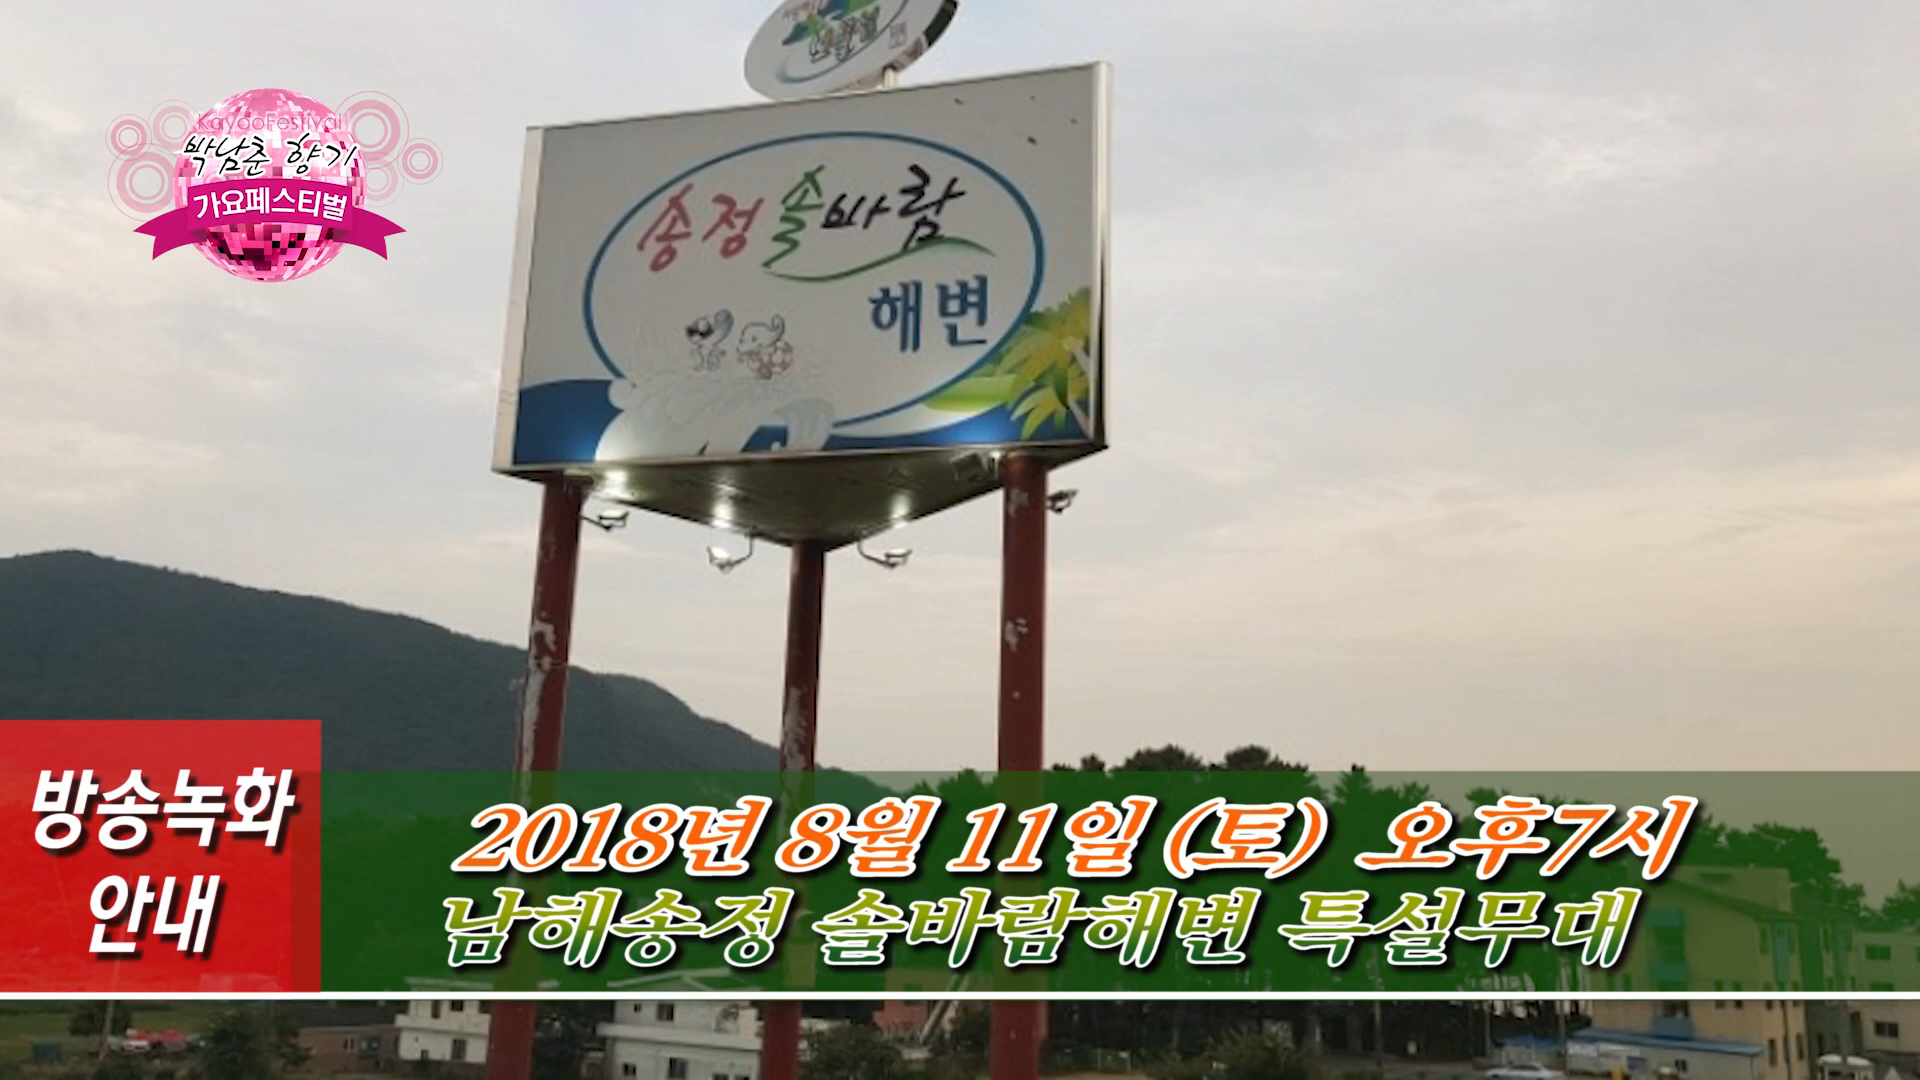 KayooFestival
박남춘 향기
가요페스티벌
송정솔바람
해변
방송녹화
안내
2018년 8월 11일 (토) 오후7시
남해송정 솔바람해변 특설무대